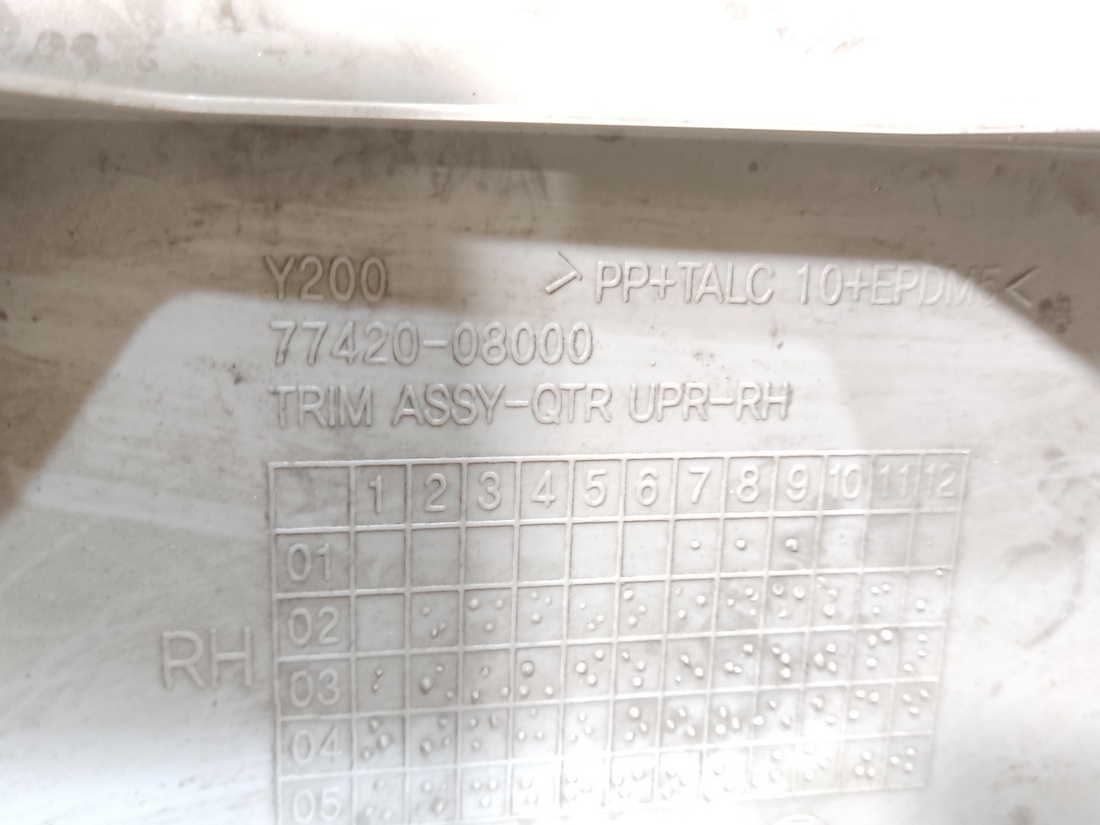 Y200 >PP+TALC 10+EPDM5<
77420-08000
TRIM ASSY-QTR UPR-RH
1 2 3 4 5 6 7 8 9 10 11 12
01
02
RH
03
04
05